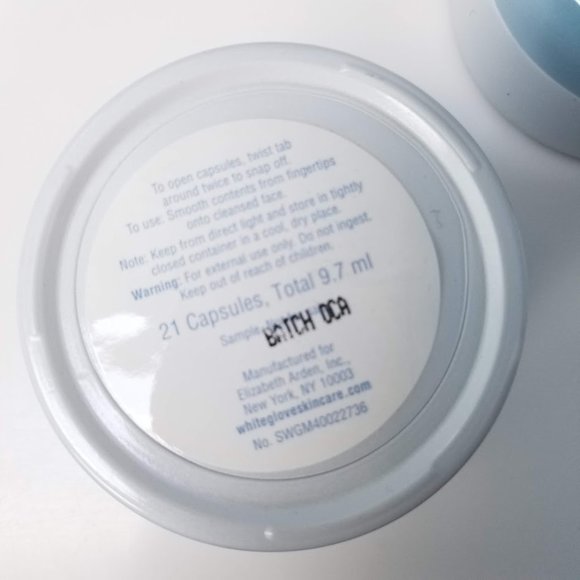 To open capsules, twist tab
around twice to snap off.
To use: Smooth contents from fingertips
onto cleansed face.
Note: Keep from direct light and store in tightly
closed container in a cool, dry place.
Warning: For external use only. Do not ingest.
Keep out of reach of children.
21 Capsules, Total 9.7 ml
Sample
BATCH 0CA
Manufactured for
Elizabeth Arden, Inc.,
New York, NY 10003
whitegloveskincare.com
No. SWGM40022736